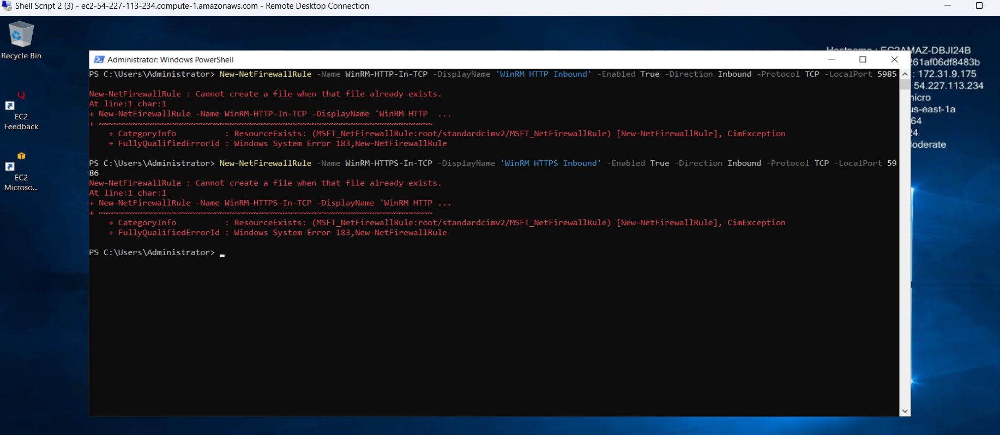 Shell Script 2 (3) - ec2-54-227-113-234.compute-1.amazonaws.com - Remote Desktop Connection
Recycle Bin
EC2
Feedback
EC2
Microso...
Hostname : EC2AMAZ-DBJI24B
261af06df8483b
: 172.31.9.175
54.227.113.234
micro
us-east-1a
64
24
Moderate
Administrator: Windows PowerShell
PS C:\Users\Administrator> New-NetFirewallRule -Name WinRM-HTTP-In-TCP -DisplayName 'WinRM HTTP Inbound' -Enabled True -Direction Inbound -Protocol TCP -LocalPort 5985
New-NetFirewallRule : Cannot create a file when that file already exists.
At line:1 char:1
+ New-NetFirewallRule -Name WinRM-HTTP-In-TCP -DisplayName 'WinRM HTTP  ...
+ ~~~~~~~~~~~~~~~~~~~~~~~~~~~~~~~~~~~~~~~~~~~~~~~~~~~~~~~~~~~~~~~~~~~~~
+ CategoryInfo          : ResourceExists: (MSFT_NetFirewallRule:root/standardcimv2/MSFT_NetFirewallRule) [New-NetFirewallRule], CimException
+ FullyQualifiedErrorId : Windows System Error 183,New-NetFirewallRule
PS C:\Users\Administrator> New-NetFirewallRule -Name WinRM-HTTPS-In-TCP -DisplayName 'WinRM HTTPS Inbound' -Enabled True -Direction Inbound -Protocol TCP -LocalPort 59
86
New-NetFirewallRule : Cannot create a file when that file already exists.
At line:1 char:1
+ New-NetFirewallRule -Name WinRM-HTTPS-In-TCP -DisplayName 'WinRM HTTP ...
+ ~~~~~~~~~~~~~~~~~~~~~~~~~~~~~~~~~~~~~~~~~~~~~~~~~~~~~~~~~~~~~~~~~~~~~
+ CategoryInfo          : ResourceExists: (MSFT_NetFirewallRule:root/standardcimv2/MSFT_NetFirewallRule) [New-NetFirewallRule], CimException
+ FullyQualifiedErrorId : Windows System Error 183,New-NetFirewallRule
PS C:\Users\Administrator>